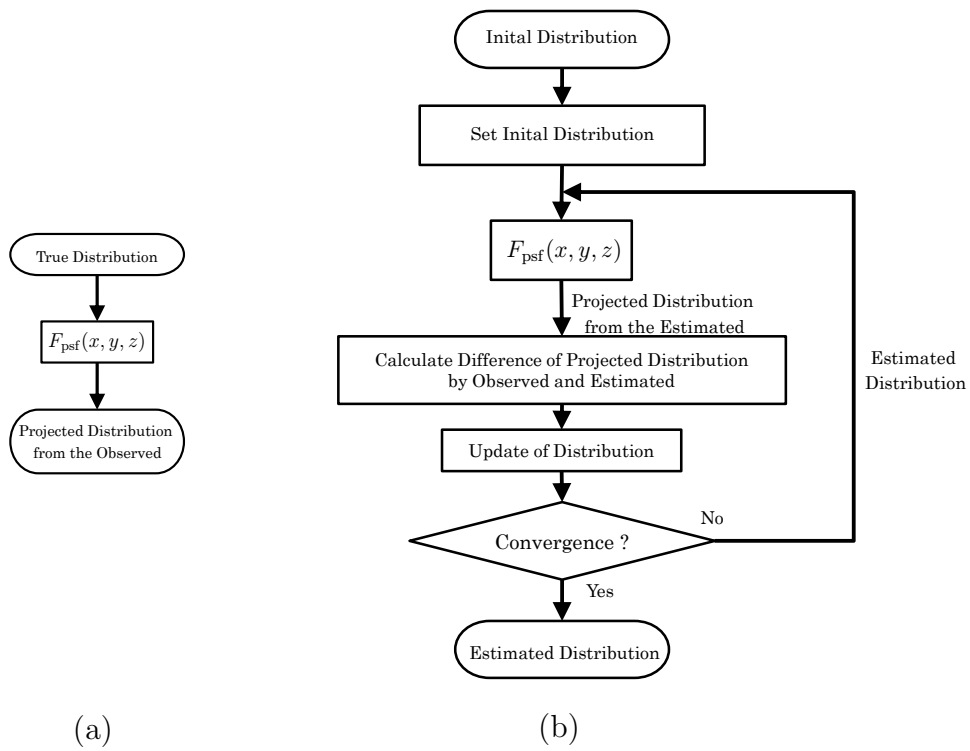 True Distribution
F_psf(x, y, z)
Projected Distribution
from the Observed
(a)
Inital Distribution
Set Inital Distribution
F_psf(x, y, z)
Projected Distribution
from the Estimated
Calculate Difference of Projected Distribution
by Observed and Estimated
Update of Distribution
Convergence ?
No
Estimated
Distribution
Yes
Estimated Distribution
(b)